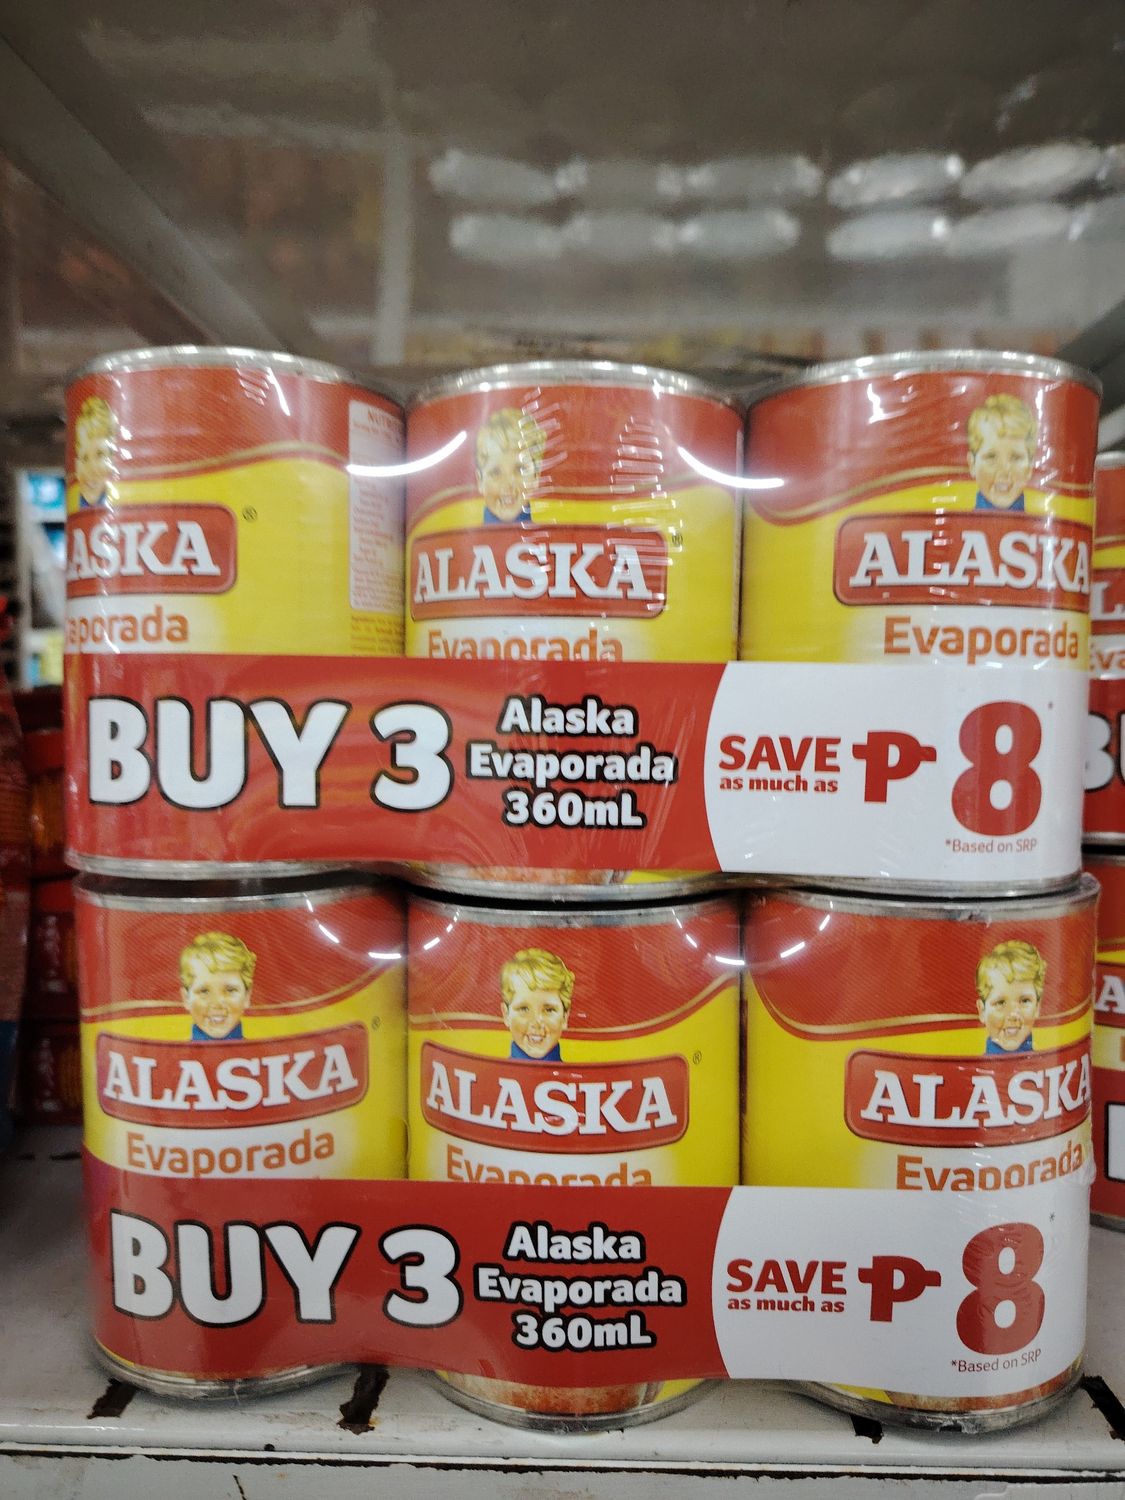 ALASKA ®
Evaporada
ALASKA ®
Evaporada
ALASKA
Evaporada
BUY 3
Alaska
Evaporada
360mL
SAVE
as much as
₱8*
*Based on SRP
ALASKA ®
Evaporada
ALASKA ®
Evaporada
ALASKA
Evaporada
BUY 3
Alaska
Evaporada
360mL
SAVE
as much as
₱8*
*Based on SRP